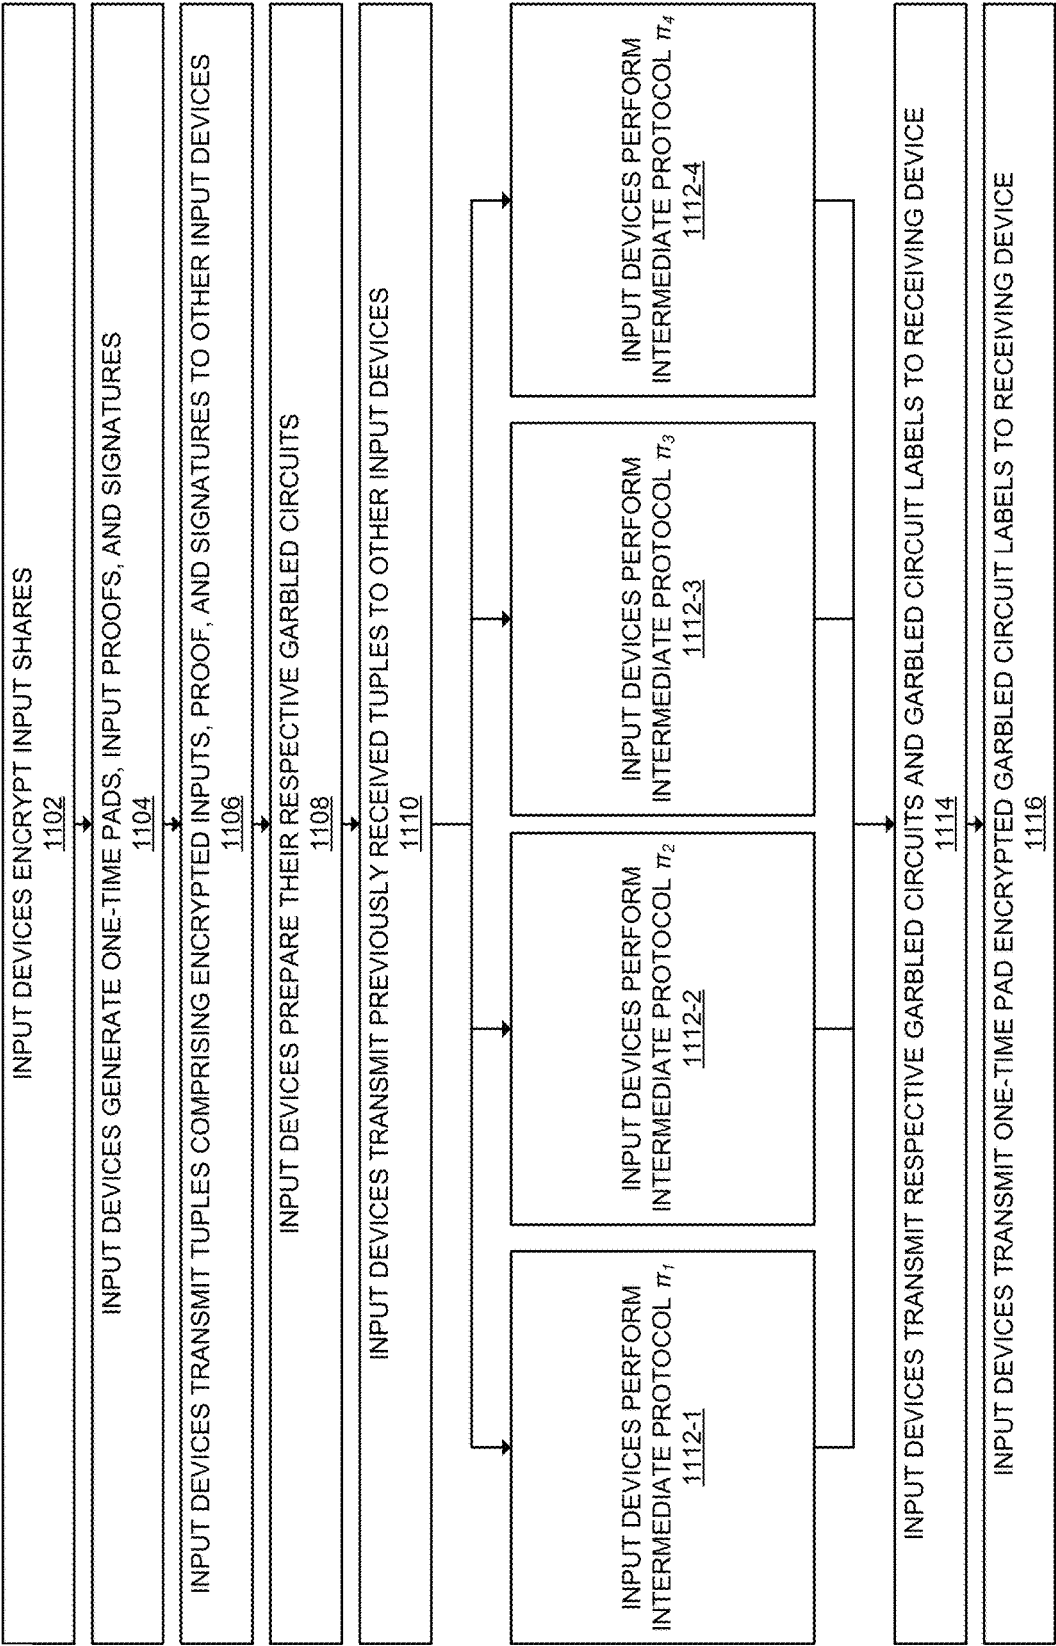 INPUT DEVICES ENCRYPT INPUT SHARES
1102
INPUT DEVICES GENERATE ONE-TIME PADS, INPUT PROOFS, AND SIGNATURES
1104
INPUT DEVICES TRANSMIT TUPLES COMPRISING ENCRYPTED INPUTS, PROOF, AND SIGNATURES TO OTHER INPUT DEVICES
1106
INPUT DEVICES PREPARE THEIR RESPECTIVE GARBLED CIRCUITS
1108
INPUT DEVICES TRANSMIT PREVIOUSLY RECEIVED TUPLES TO OTHER INPUT DEVICES
1110
INPUT DEVICES PERFORM
INTERMEDIATE PROTOCOL π₁
1112-1
INPUT DEVICES PERFORM
INTERMEDIATE PROTOCOL π₂
1112-2
INPUT DEVICES PERFORM
INTERMEDIATE PROTOCOL π₃
1112-3
INPUT DEVICES PERFORM
INTERMEDIATE PROTOCOL π₄
1112-4
INPUT DEVICES TRANSMIT RESPECTIVE GARBLED CIRCUITS AND GARBLED CIRCUIT LABELS TO RECEIVING DEVICE
1114
INPUT DEVICES TRANSMIT ONE-TIME PAD ENCRYPTED GARBLED CIRCUIT LABELS TO RECEIVING DEVICE
1116